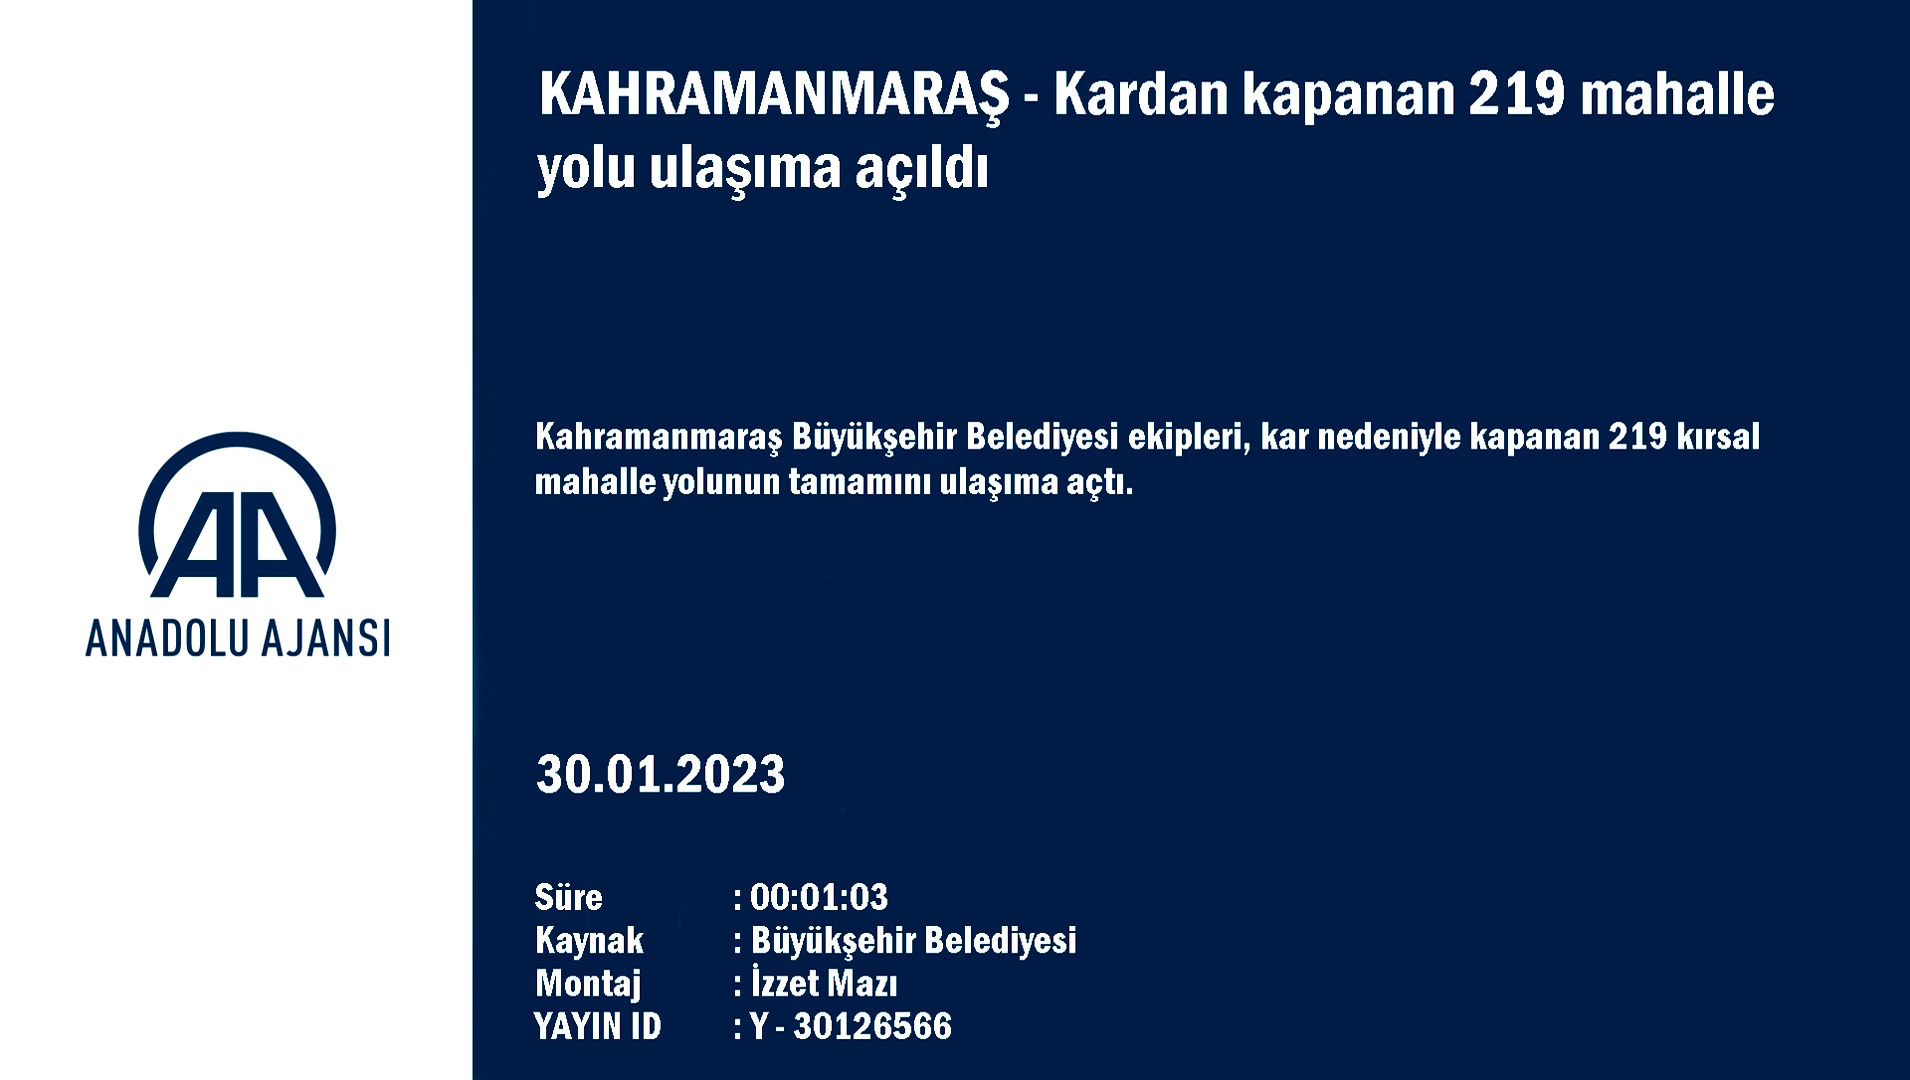 KAHRAMANMARAŞ - Kardan kapanan 219 mahalle
yolu ulaşıma açıldı
Kahramanmaraş Büyükşehir Belediyesi ekipleri, kar nedeniyle kapanan 219 kırsal
mahalle yolunun tamamını ulaşıma açtı.
AA
ANADOLU AJANSI
30.01.2023
Süre : 00:01:03
Kaynak : Büyükşehir Belediyesi
Montaj : İzzet Mazı
YAYIN ID : Y - 30126566